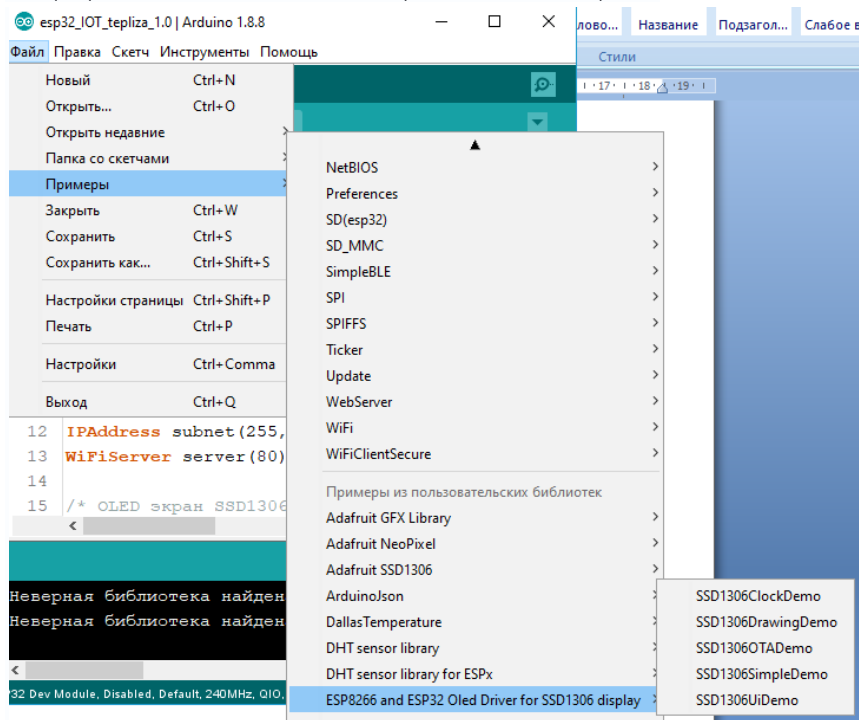 esp32_IOT_tepliza_1.0 | Arduino 1.8.8
Файл Правка Скетч Инструменты Помощь
Новый Ctrl+N
Открыть... Ctrl+O
Открыть недавние
Папка со скетчами
Примеры
Закрыть Ctrl+W
Сохранить Ctrl+S
Сохранить как... Ctrl+Shift+S
Настройки страницы Ctrl+Shift+P
Печать Ctrl+P
Настройки Ctrl+Comma
Выход Ctrl+Q
12 IPAddress subnet(255,
13 WiFiServer server(80)
14
15 /* OLED экран SSD1306
Неверная библиотека найден
Неверная библиотека найден
32 Dev Module, Disabled, Default, 240MHz, QIO,
NetBIOS
Preferences
SD(esp32)
SD_MMC
SimpleBLE
SPI
SPIFFS
Ticker
Update
WebServer
WiFi
WiFiClientSecure
Примеры из пользовательских библиотек
Adafruit GFX Library
Adafruit NeoPixel
Adafruit SSD1306
ArduinoJson
DallasTemperature
DHT sensor library
DHT sensor library for ESPx
ESP8266 and ESP32 Oled Driver for SSD1306 display
SSD1306ClockDemo
SSD1306DrawingDemo
SSD1306OTADemo
SSD1306SimpleDemo
SSD1306UiDemo
лово... Название Подзагол... Слабое в
Стили
17 18 19